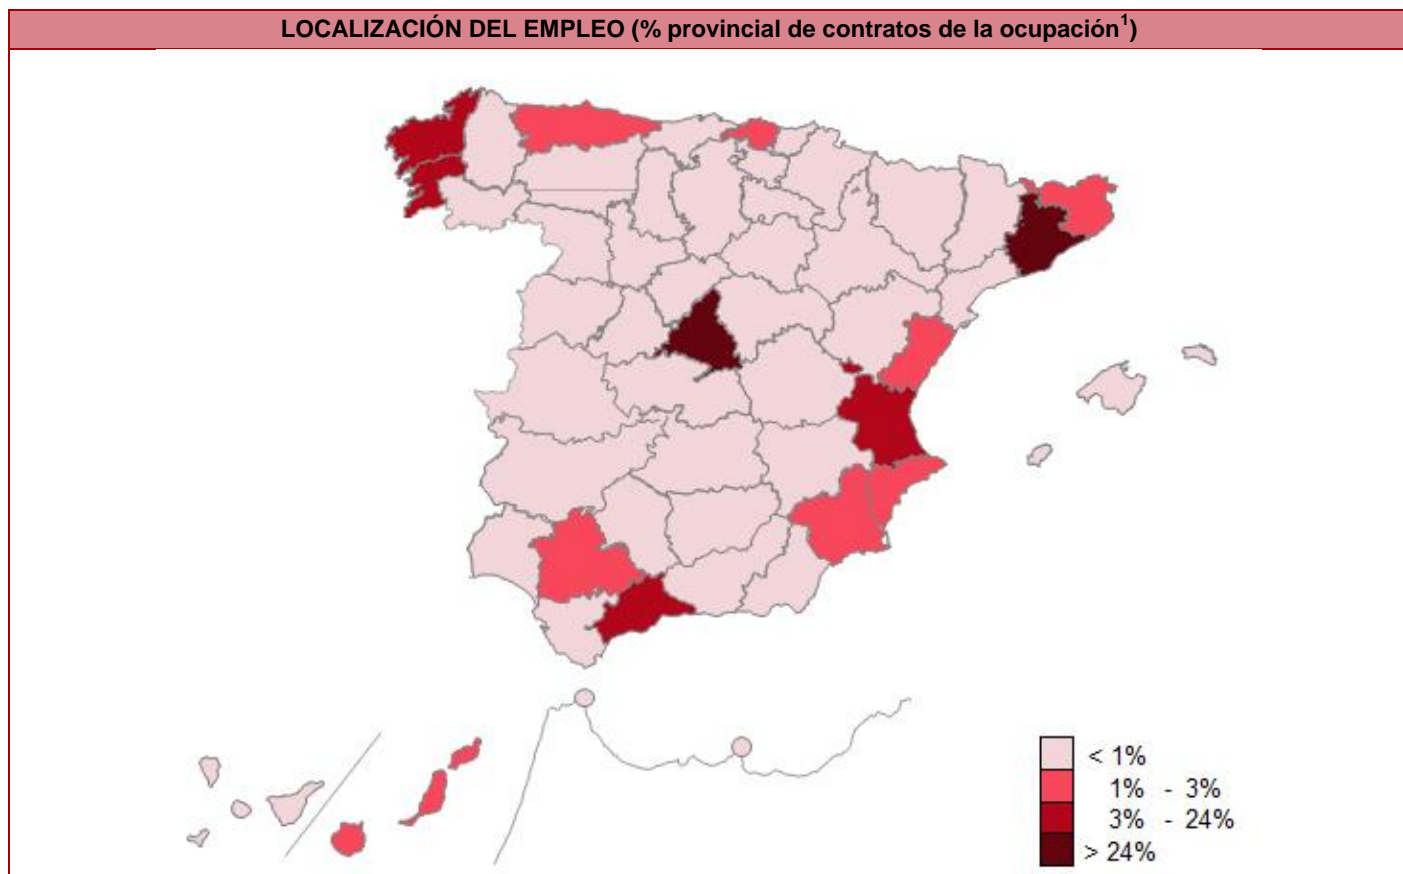 LOCALIZACIÓN DEL EMPLEO (% provincial de contratos de la ocupación¹)
< 1%
1% - 3%
3% - 24%
> 24%